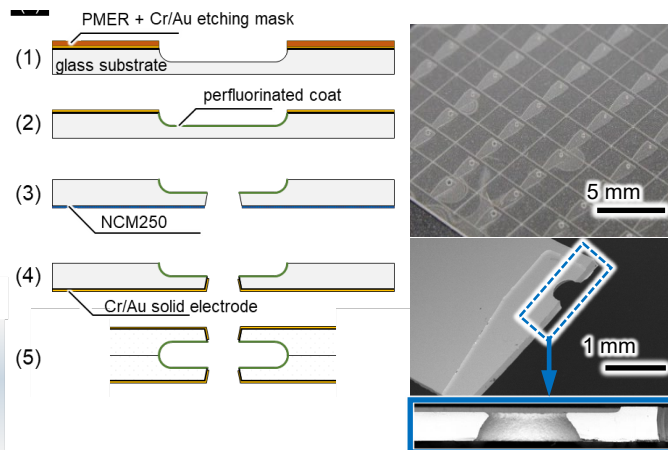 PMER + Cr/Au etching mask
(1)
glass substrate
perfluorinated coat
(2)
(3)
NCM250
(4)
Cr/Au solid electrode
(5)
5 mm
1 mm